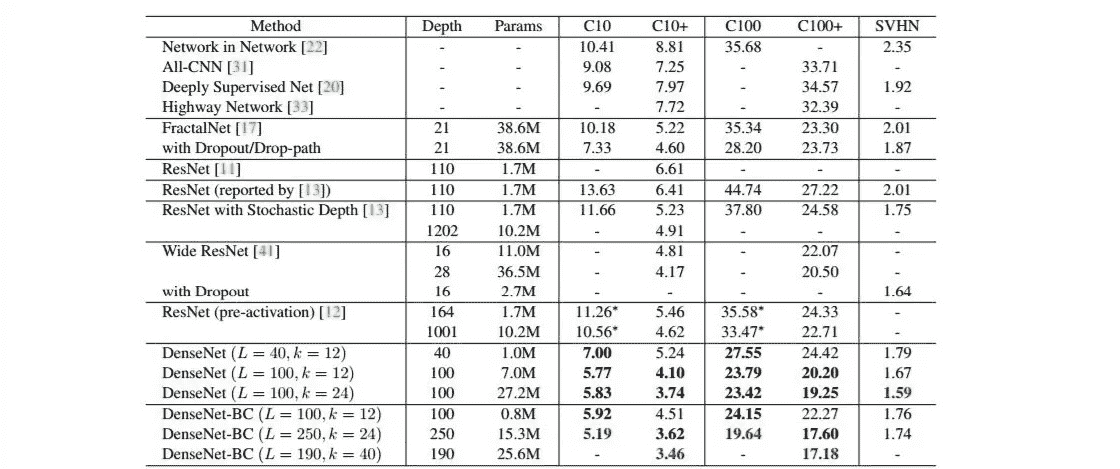 Method Depth Params C10 C10+ C100 C100+ SVHN
Network in Network [22] - - 10.41 8.81 35.68 - 2.35
All-CNN [31] - - 9.08 7.25 - 33.71 -
Deeply Supervised Net [20] - - 9.69 7.97 - 34.57 1.92
Highway Network [33] - - - 7.72 - 32.39 -
FractalNet [17] 21 38.6M 10.18 5.22 35.34 23.30 2.01
with Dropout/Drop-path 21 38.6M 7.33 4.60 28.20 23.73 1.87
ResNet [11] 110 1.7M - 6.61 - - -
ResNet (reported by [13]) 110 1.7M 13.63 6.41 44.74 27.22 2.01
ResNet with Stochastic Depth [13] 110 1.7M 11.66 5.23 37.80 24.58 1.75
1202 10.2M - 4.91 - - -
Wide ResNet [41] 16 11.0M - 4.81 - 22.07 -
28 36.5M - 4.17 - 20.50 -
with Dropout 16 2.7M - - - - 1.64
ResNet (pre-activation) [12] 164 1.7M 11.26* 5.46 35.58* 24.33 -
1001 10.2M 10.56* 4.62 33.47* 22.71 -
DenseNet (L = 40, k = 12) 40 1.0M 7.00 5.24 27.55 24.42 1.79
DenseNet (L = 100, k = 12) 100 7.0M 5.77 4.10 23.79 20.20 1.67
DenseNet (L = 100, k = 24) 100 27.2M 5.83 3.74 23.42 19.25 1.59
DenseNet-BC (L = 100, k = 12) 100 0.8M 5.92 4.51 24.15 22.27 1.76
DenseNet-BC (L = 250, k = 24) 250 15.3M 5.19 3.62 19.64 17.60 1.74
DenseNet-BC (L = 190, k = 40) 190 25.6M - 3.46 - 17.18 -